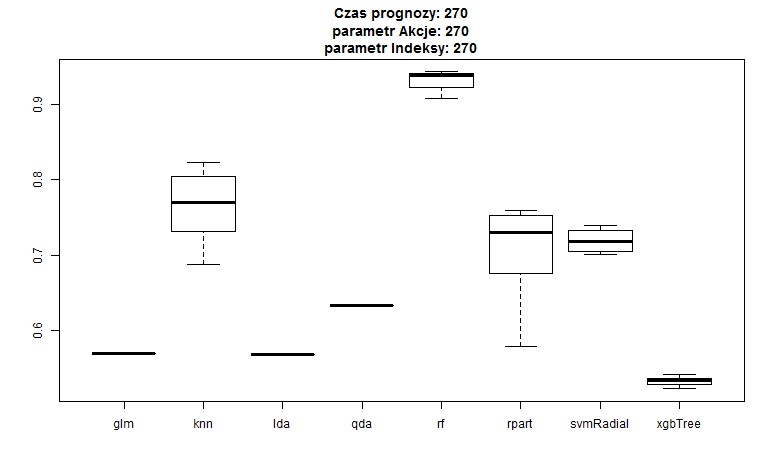 Czas prognozy: 270
parametr Akcje: 270
parametr Indeksy: 270
0.9
0.8
0.7
0.6
glm knn lda qda rf rpart svmRadial xgbTree